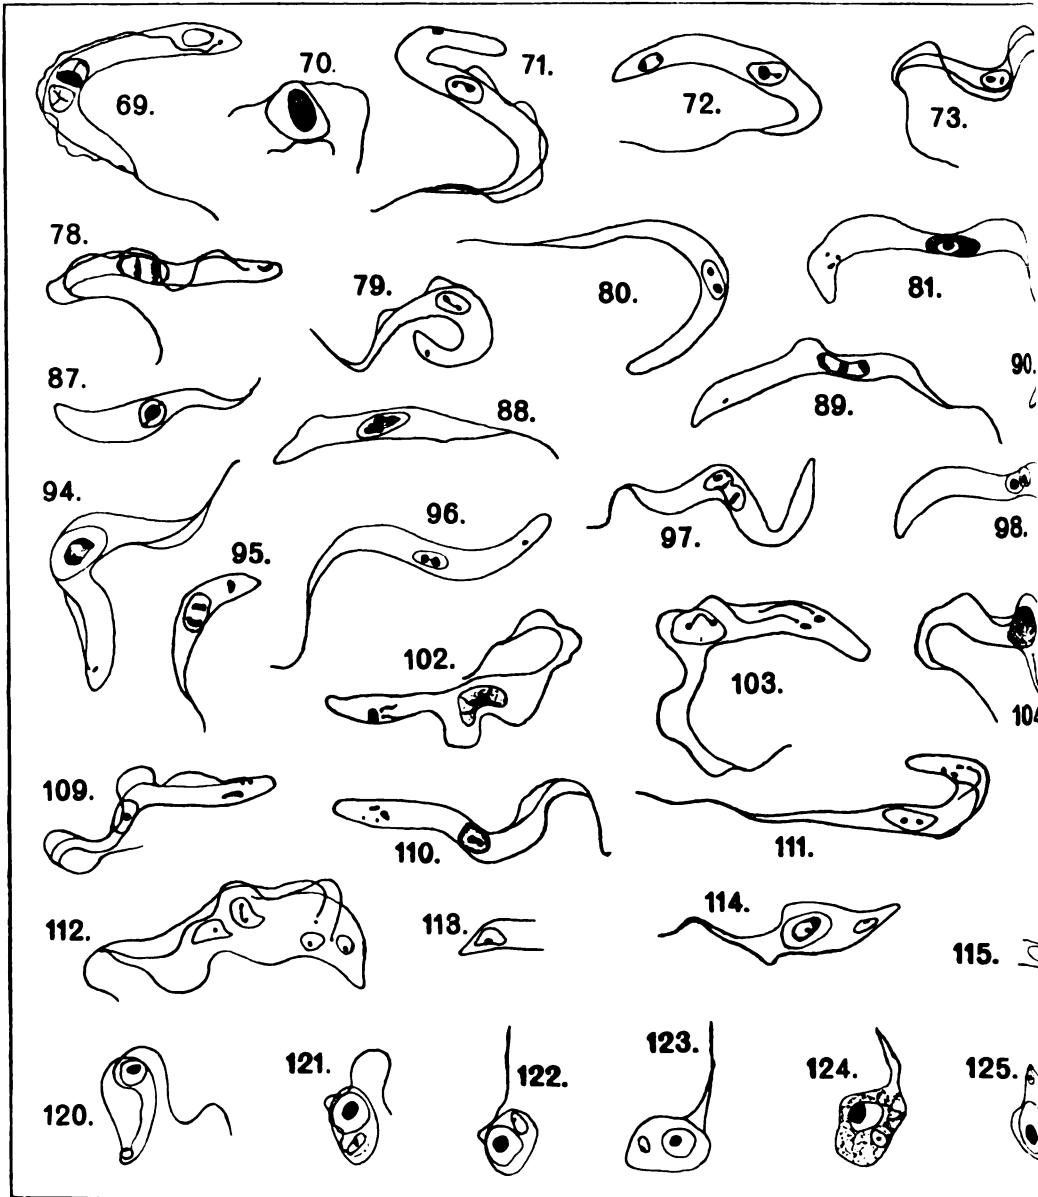 69. 70. 71. 72. 73.
78. 79. 80. 81.
87. 88. 89. 90.
94. 95. 96. 97. 98.
102. 103. 104
109. 110. 111.
112. 113. 114. 115.
120. 121. 122. 123. 124. 125.